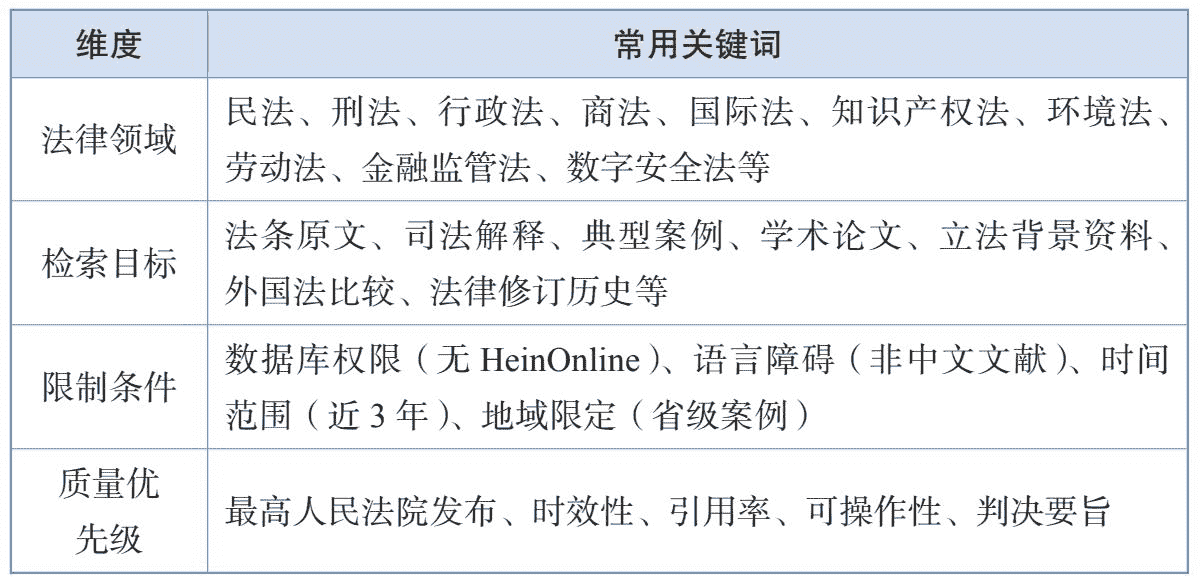 维度
常用关键词
法律领域
民法、刑法、行政法、商法、国际法、知识产权法、环境法、
劳动法、金融监管法、数字安全法等
检索目标
法条原文、司法解释、典型案例、学术论文、立法背景资料、
外国法比较、法律修订历史等
限制条件
数据库权限（无 HeinOnline）、语言障碍（非中文文献）、时间
范围（近 3 年）、地域限定（省级案例）
质量优
先级
最高人民法院发布、时效性、引用率、可操作性、判决要旨